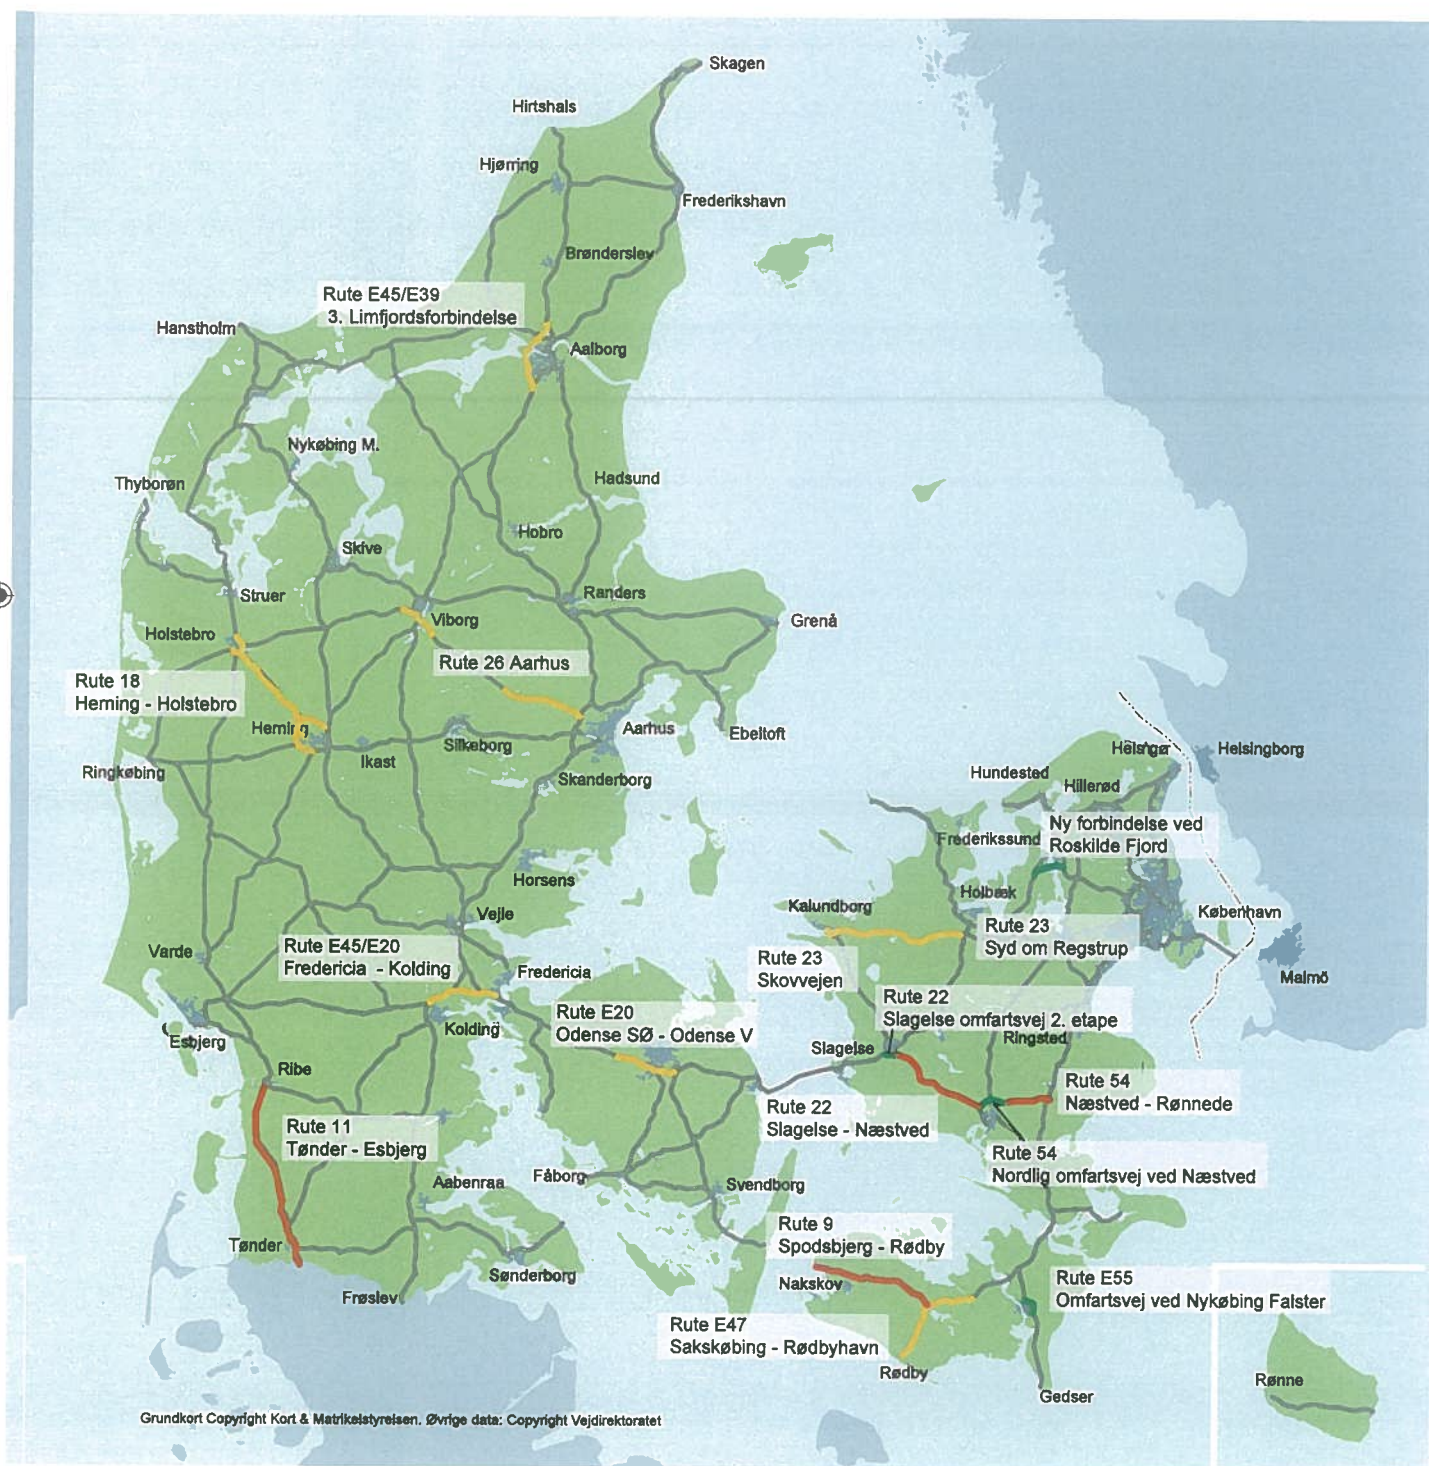 Skagen
Hirtshals
Hjørring
Frederikshavn
Brønderslev
Rute E45/E39
3. Limfjordsforbindelse
Hanstholm
Aalborg
Nykøbing M.
Thyborøn
Hadsund
Hobro
Skive
Struer
Randers
Viborg
Grenå
Holstebro
Rute 26 Aarhus
Rute 18
Herning - Holstebro
Herning
Aarhus
Ebeltoft
Silkeborg
Ikast
Ringkøbing
Skanderborg
Helsingør
Helsingborg
Hundested
Hillerød
Ny forbindelse ved
Roskilde Fjord
Frederikssund
Horsens
Holbæk
Kalundborg
København
Vejle
Rute 23
Syd om Regstrup
Varde
Rute E45/E20
Fredericia - Kolding
Rute 23
Skovvejen
Fredericia
Malmö
Rute 22
Slagelse omfartsvej 2. etape
Rute E20
Odense SØ - Odense V
Kolding
Esbjerg
Ringsted
Slagelse
Ribe
Rute 54
Næstved - Rønnede
Rute 22
Slagelse - Næstved
Rute 11
Tønder - Esbjerg
Rute 54
Nordlig omfartsvej ved Næstved
Fåborg
Aabenraa
Svendborg
Rute 9
Spodsbjerg - Rødby
Tønder
Sønderborg
Nakskov
Rute E55
Omfartsvej ved Nykøbing Falster
Frøslev
Rute E47
Sakskøbing - Rødbyhavn
Rødby
Rønne
Gedser
Grundkort Copyright Kort & Matrikelstyrelsen. Øvrige data: Copyright Vejdirektoratet